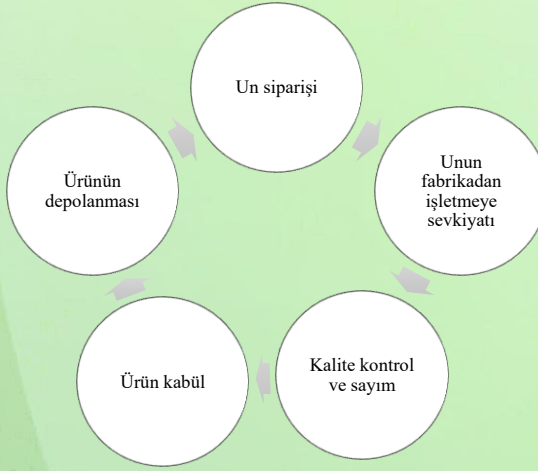 Un siparişi
Unun
fabrikadan
işletmeye
sevkiyatı
Kalite kontrol
ve sayım
Ürün kabül
Ürünün
depolanması